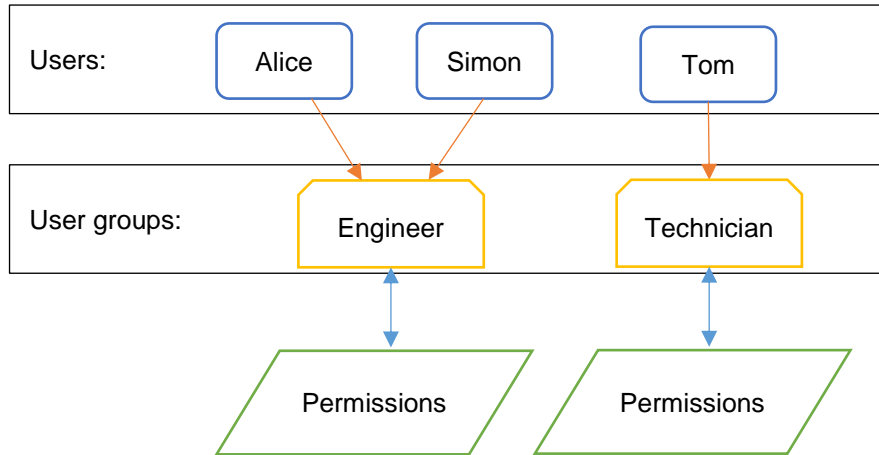 Users:
Alice
Simon
Tom
User groups:
Engineer
Technician
Permissions
Permissions